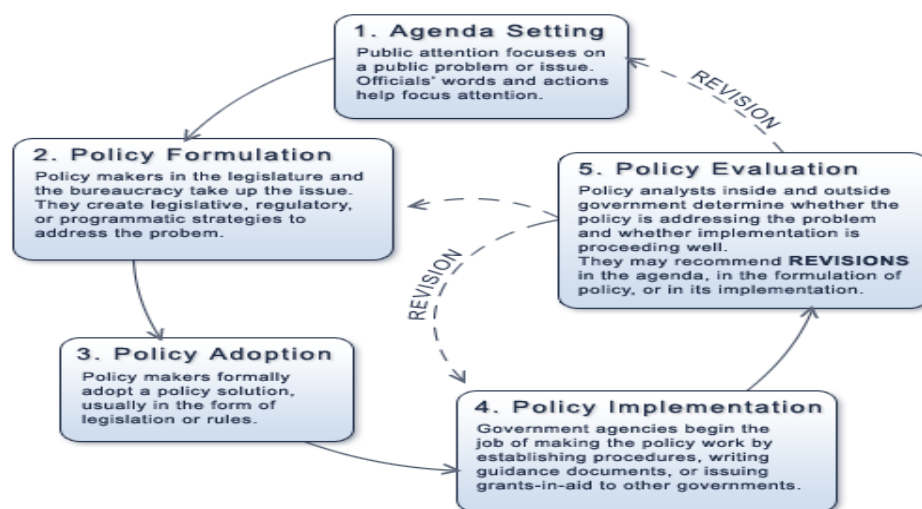 1. Agenda Setting
Public attention focuses on
a public problem or issue.
Officials' words and actions
help focus attention.
REVISION
2. Policy Formulation
Policy makers in the legislature and
the bureaucracy take up the issue.
They create legislative, regulatory,
or programmatic strategies to
address the probem.
5. Policy Evaluation
Policy analysts inside and outside
government determine whether the
policy is addressing the problem
and whether implementation is
proceeding well.
They may recommend REVISIONS
in the agenda, in the formulation of
policy, or in its implementation.
REVISION
3. Policy Adoption
Policy makers formally
adopt a policy solution,
usually in the form of
legislation or rules.
4. Policy Implementation
Government agencies begin the
job of making the policy work by
establishing procedures, writing
guidance documents, or issuing
grants-in-aid to other governments.